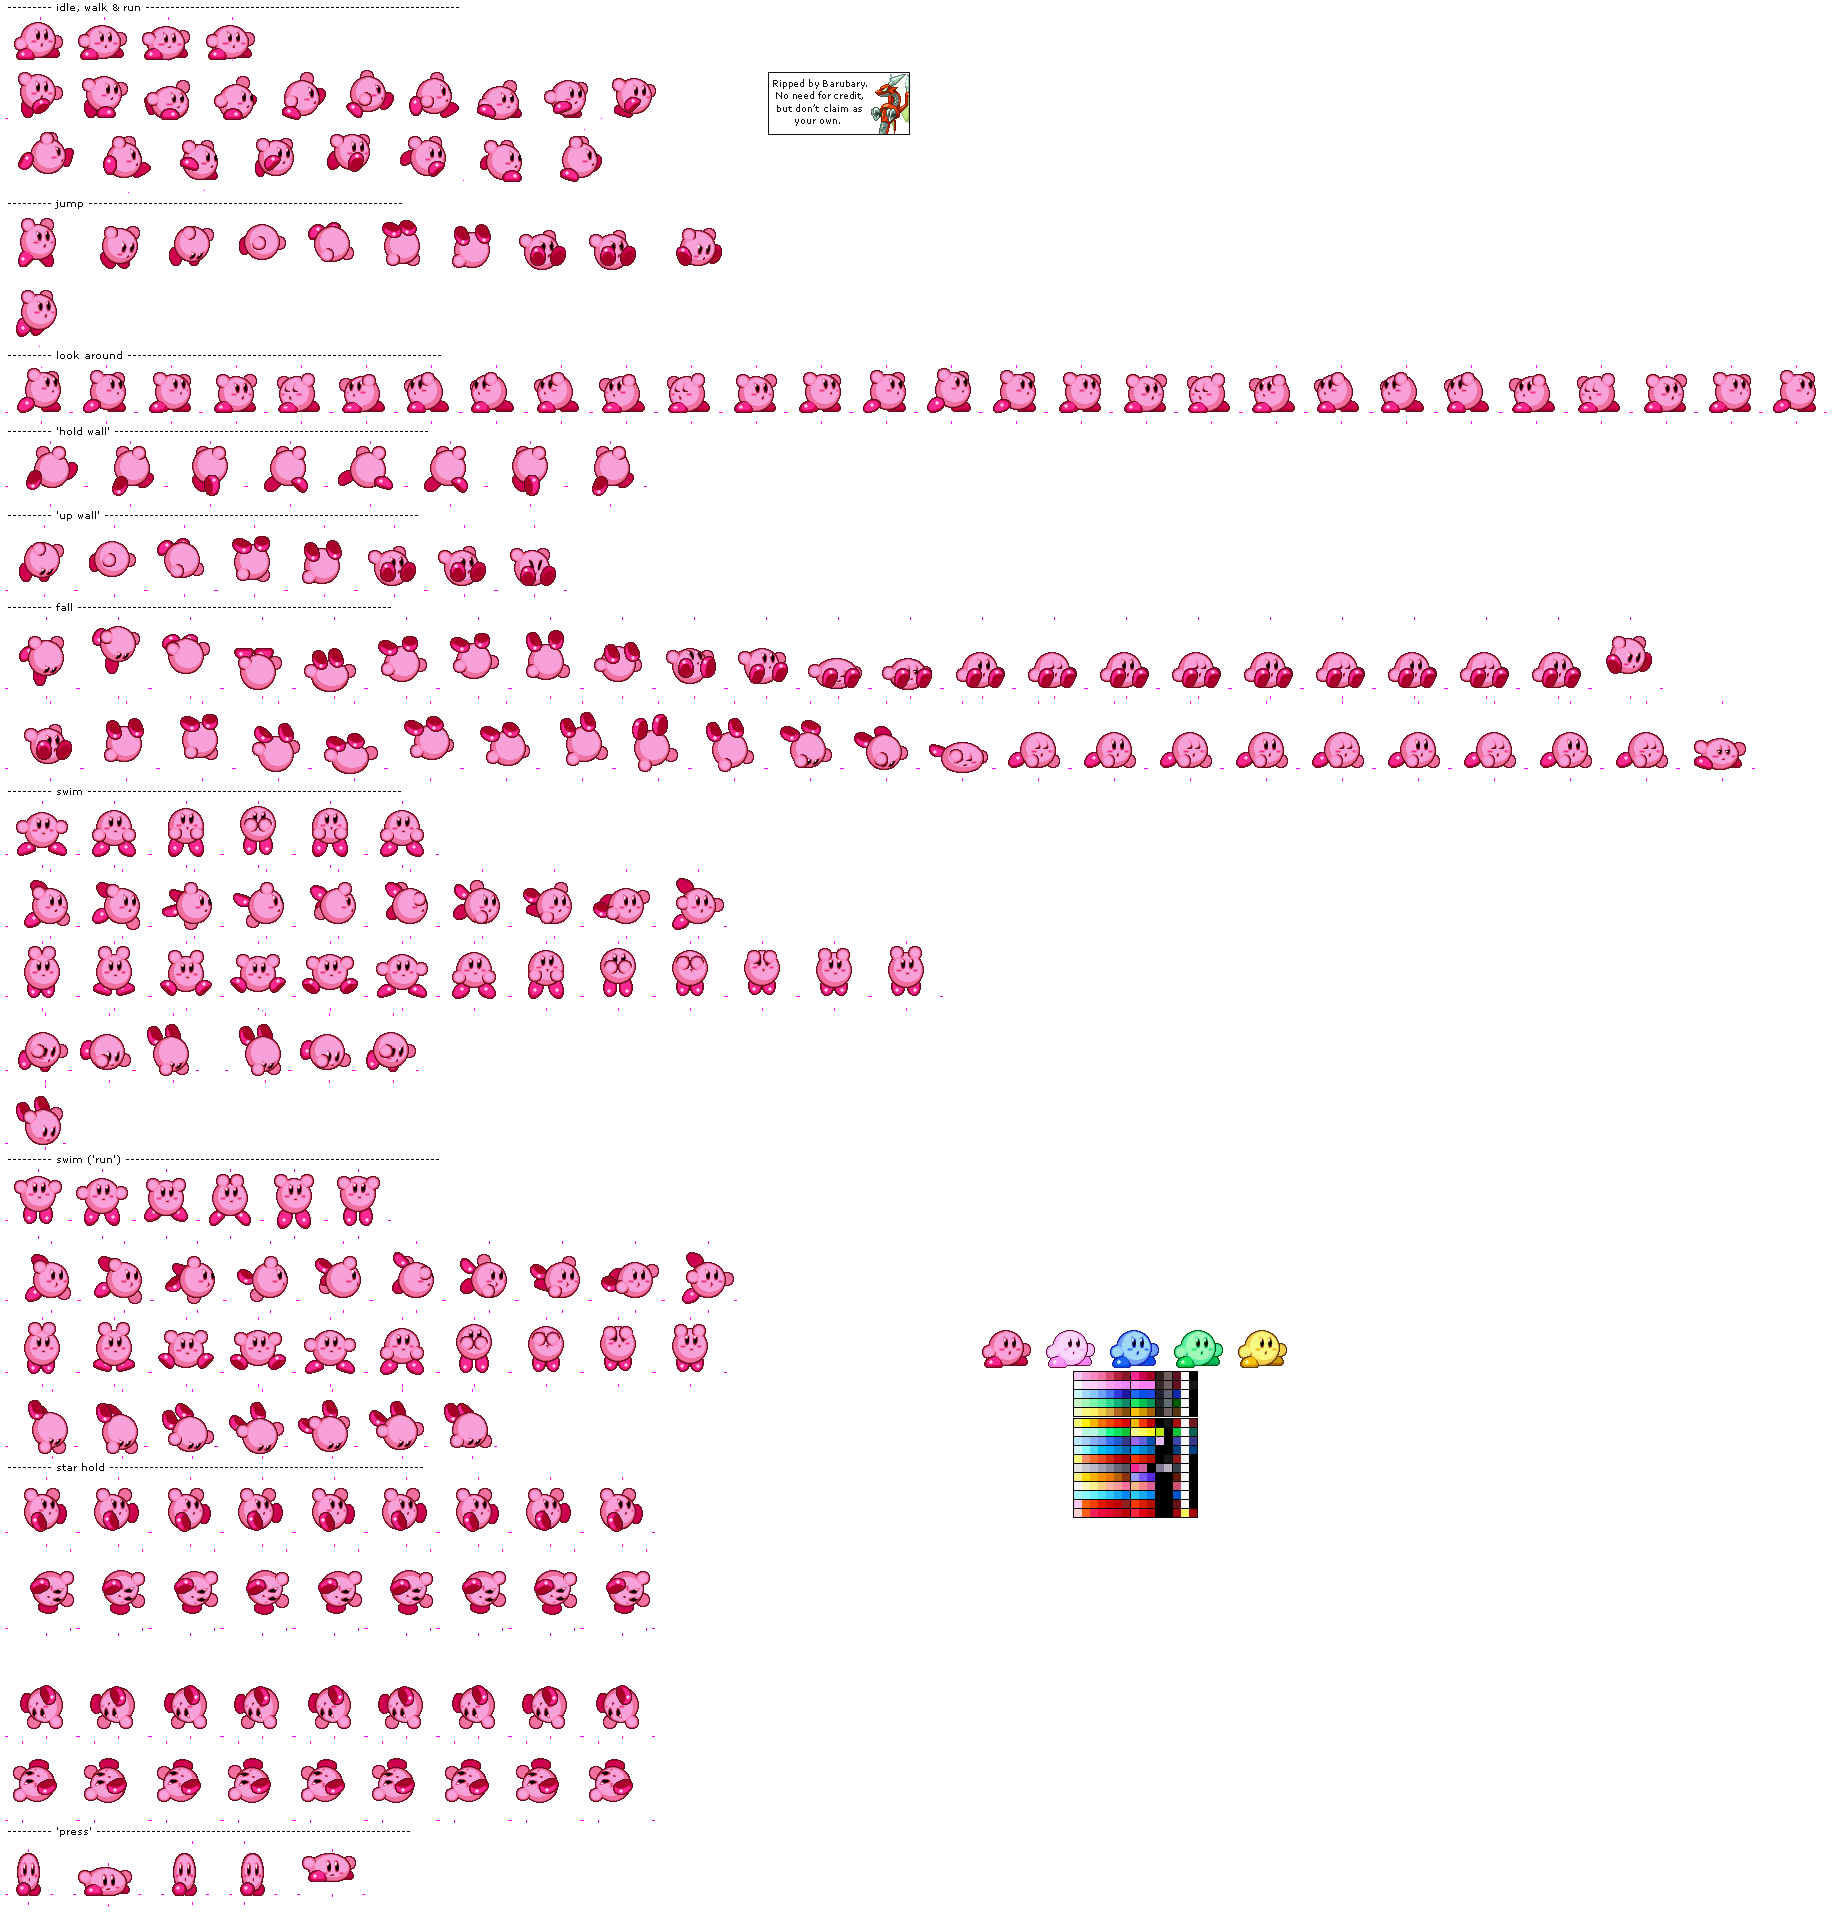 idle, walk & run
Ripped by Barubary.
No need for credit,
but don't claim as
your own.
jump
look around
'hold wall'
'up wall'
fall
swim
swim ('run')
star hold
'press'